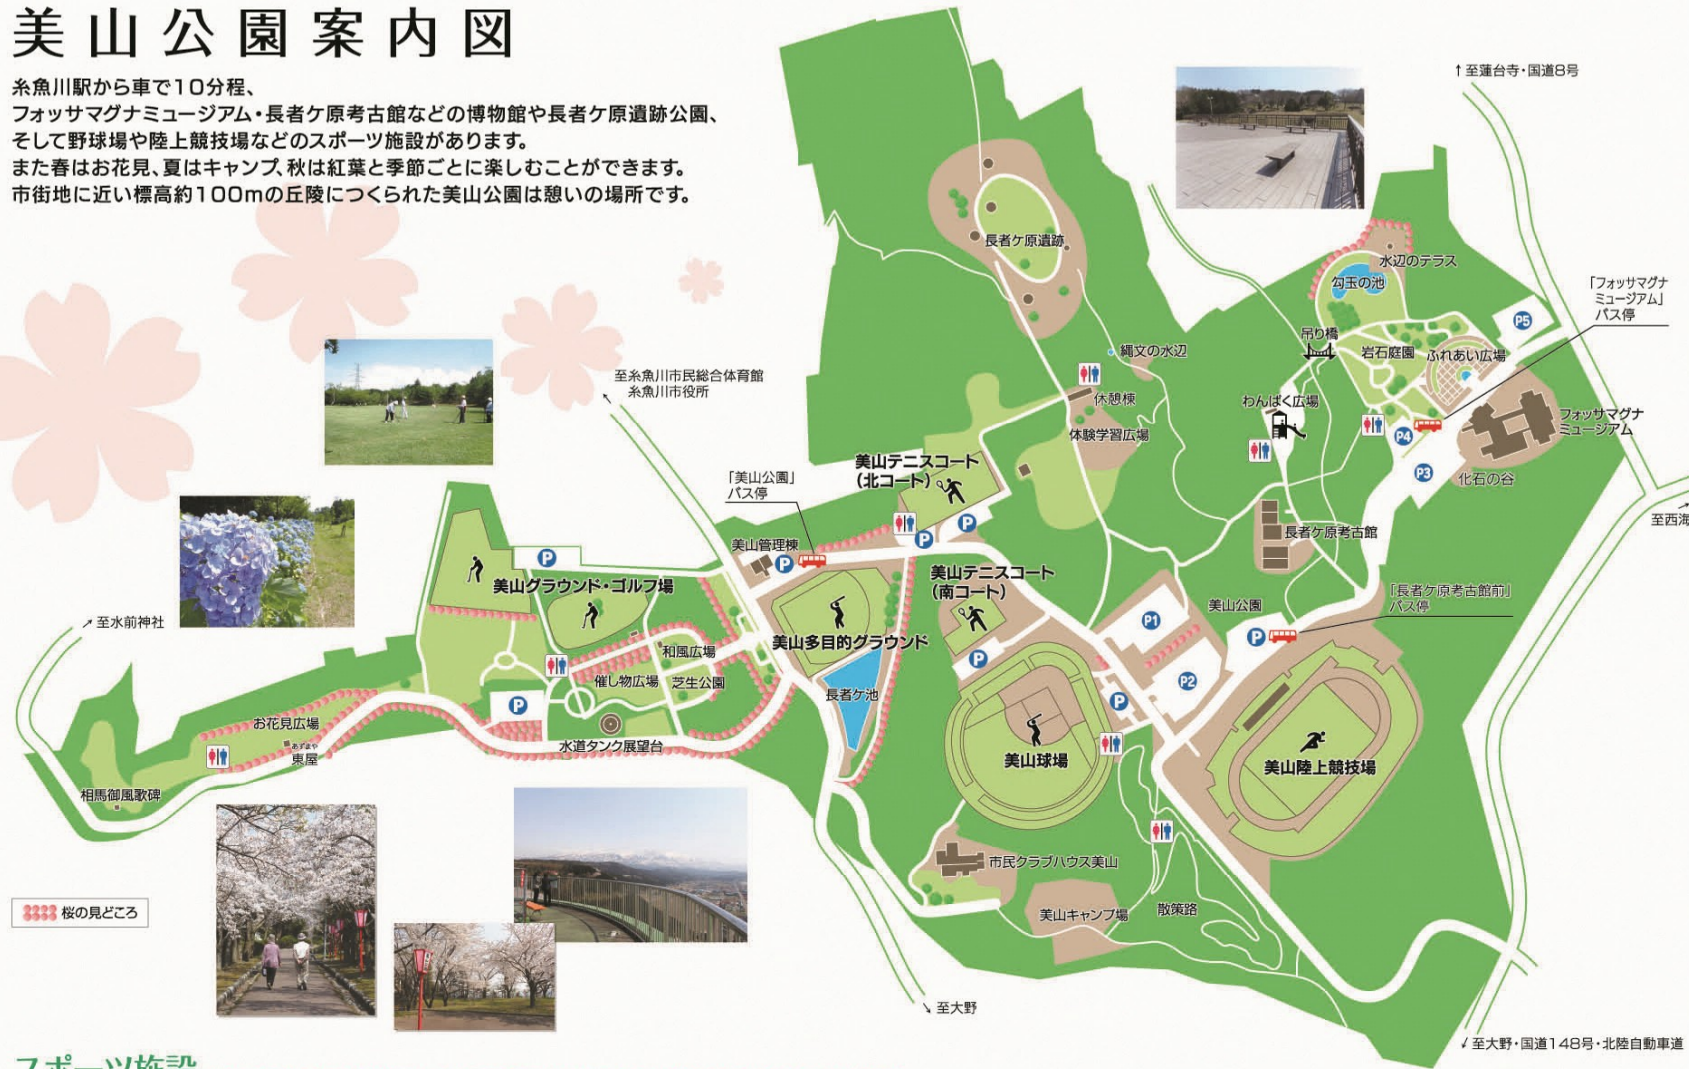 美山公園案内図
糸魚川駅から車で10分程、
フォッサマグナミュージアム・長者ケ原考古館などの博物館や長者ケ原遺跡公園、
そして野球場や陸上競技場などのスポーツ施設があります。
また春はお花見、夏はキャンプ、秋は紅葉と季節ごとに楽しむことができます。
市街地に近い標高約100mの丘陵につくられた美山公園は憩いの場所です。
↑至蓮台寺・国道8号
長者ケ原遺跡
水辺のテラス
勾玉の池
「フォッサマグナ
ミュージアム」
バス停
P5
吊り橋
岩石庭園
ふれあい広場
縄文の水辺
至糸魚川市民総合体育館
糸魚川市役所
休憩棟
わんぱく広場
フォッサマグナ
ミュージアム
P4
体験学習広場
美山テニスコート
(北コート)
P3
化石の谷
「美山公園」
バス停
至西海
P
P
長者ケ原考古館
美山管理棟
P
P
美山グラウンド・ゴルフ場
美山テニスコート
(南コート)
「長者ケ原考古館前」
バス停
美山公園
→至水前神社
P1
P
美山多目的グラウンド
和風広場
P
催し物広場
芝生公園
P2
長者ケ池
P
P
お花見広場
あずまや
東屋
水道タンク展望台
美山球場
美山陸上競技場
相馬御風歌碑
市民クラブハウス美山
桜の見どころ
美山キャンプ場
散策路
↘至大野
↙至大野・国道148号・北陸自動車道
スポーツ施設